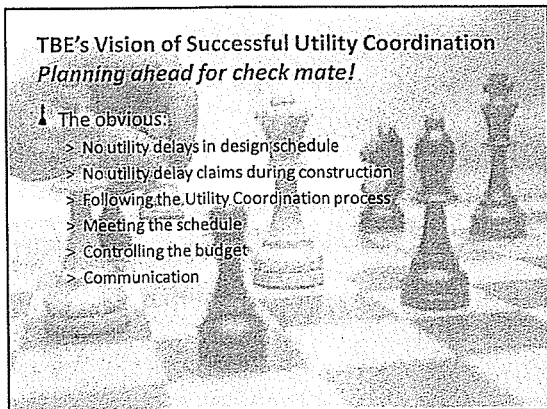 TBE's Vision of Successful Utility Coordination
Planning ahead for check mate!
The obvious:
> No utility delays in design schedule
> No utility delay claims during construction
> Following the Utility Coordination process
> Meeting the schedule
> Controlling the budget
> Communication